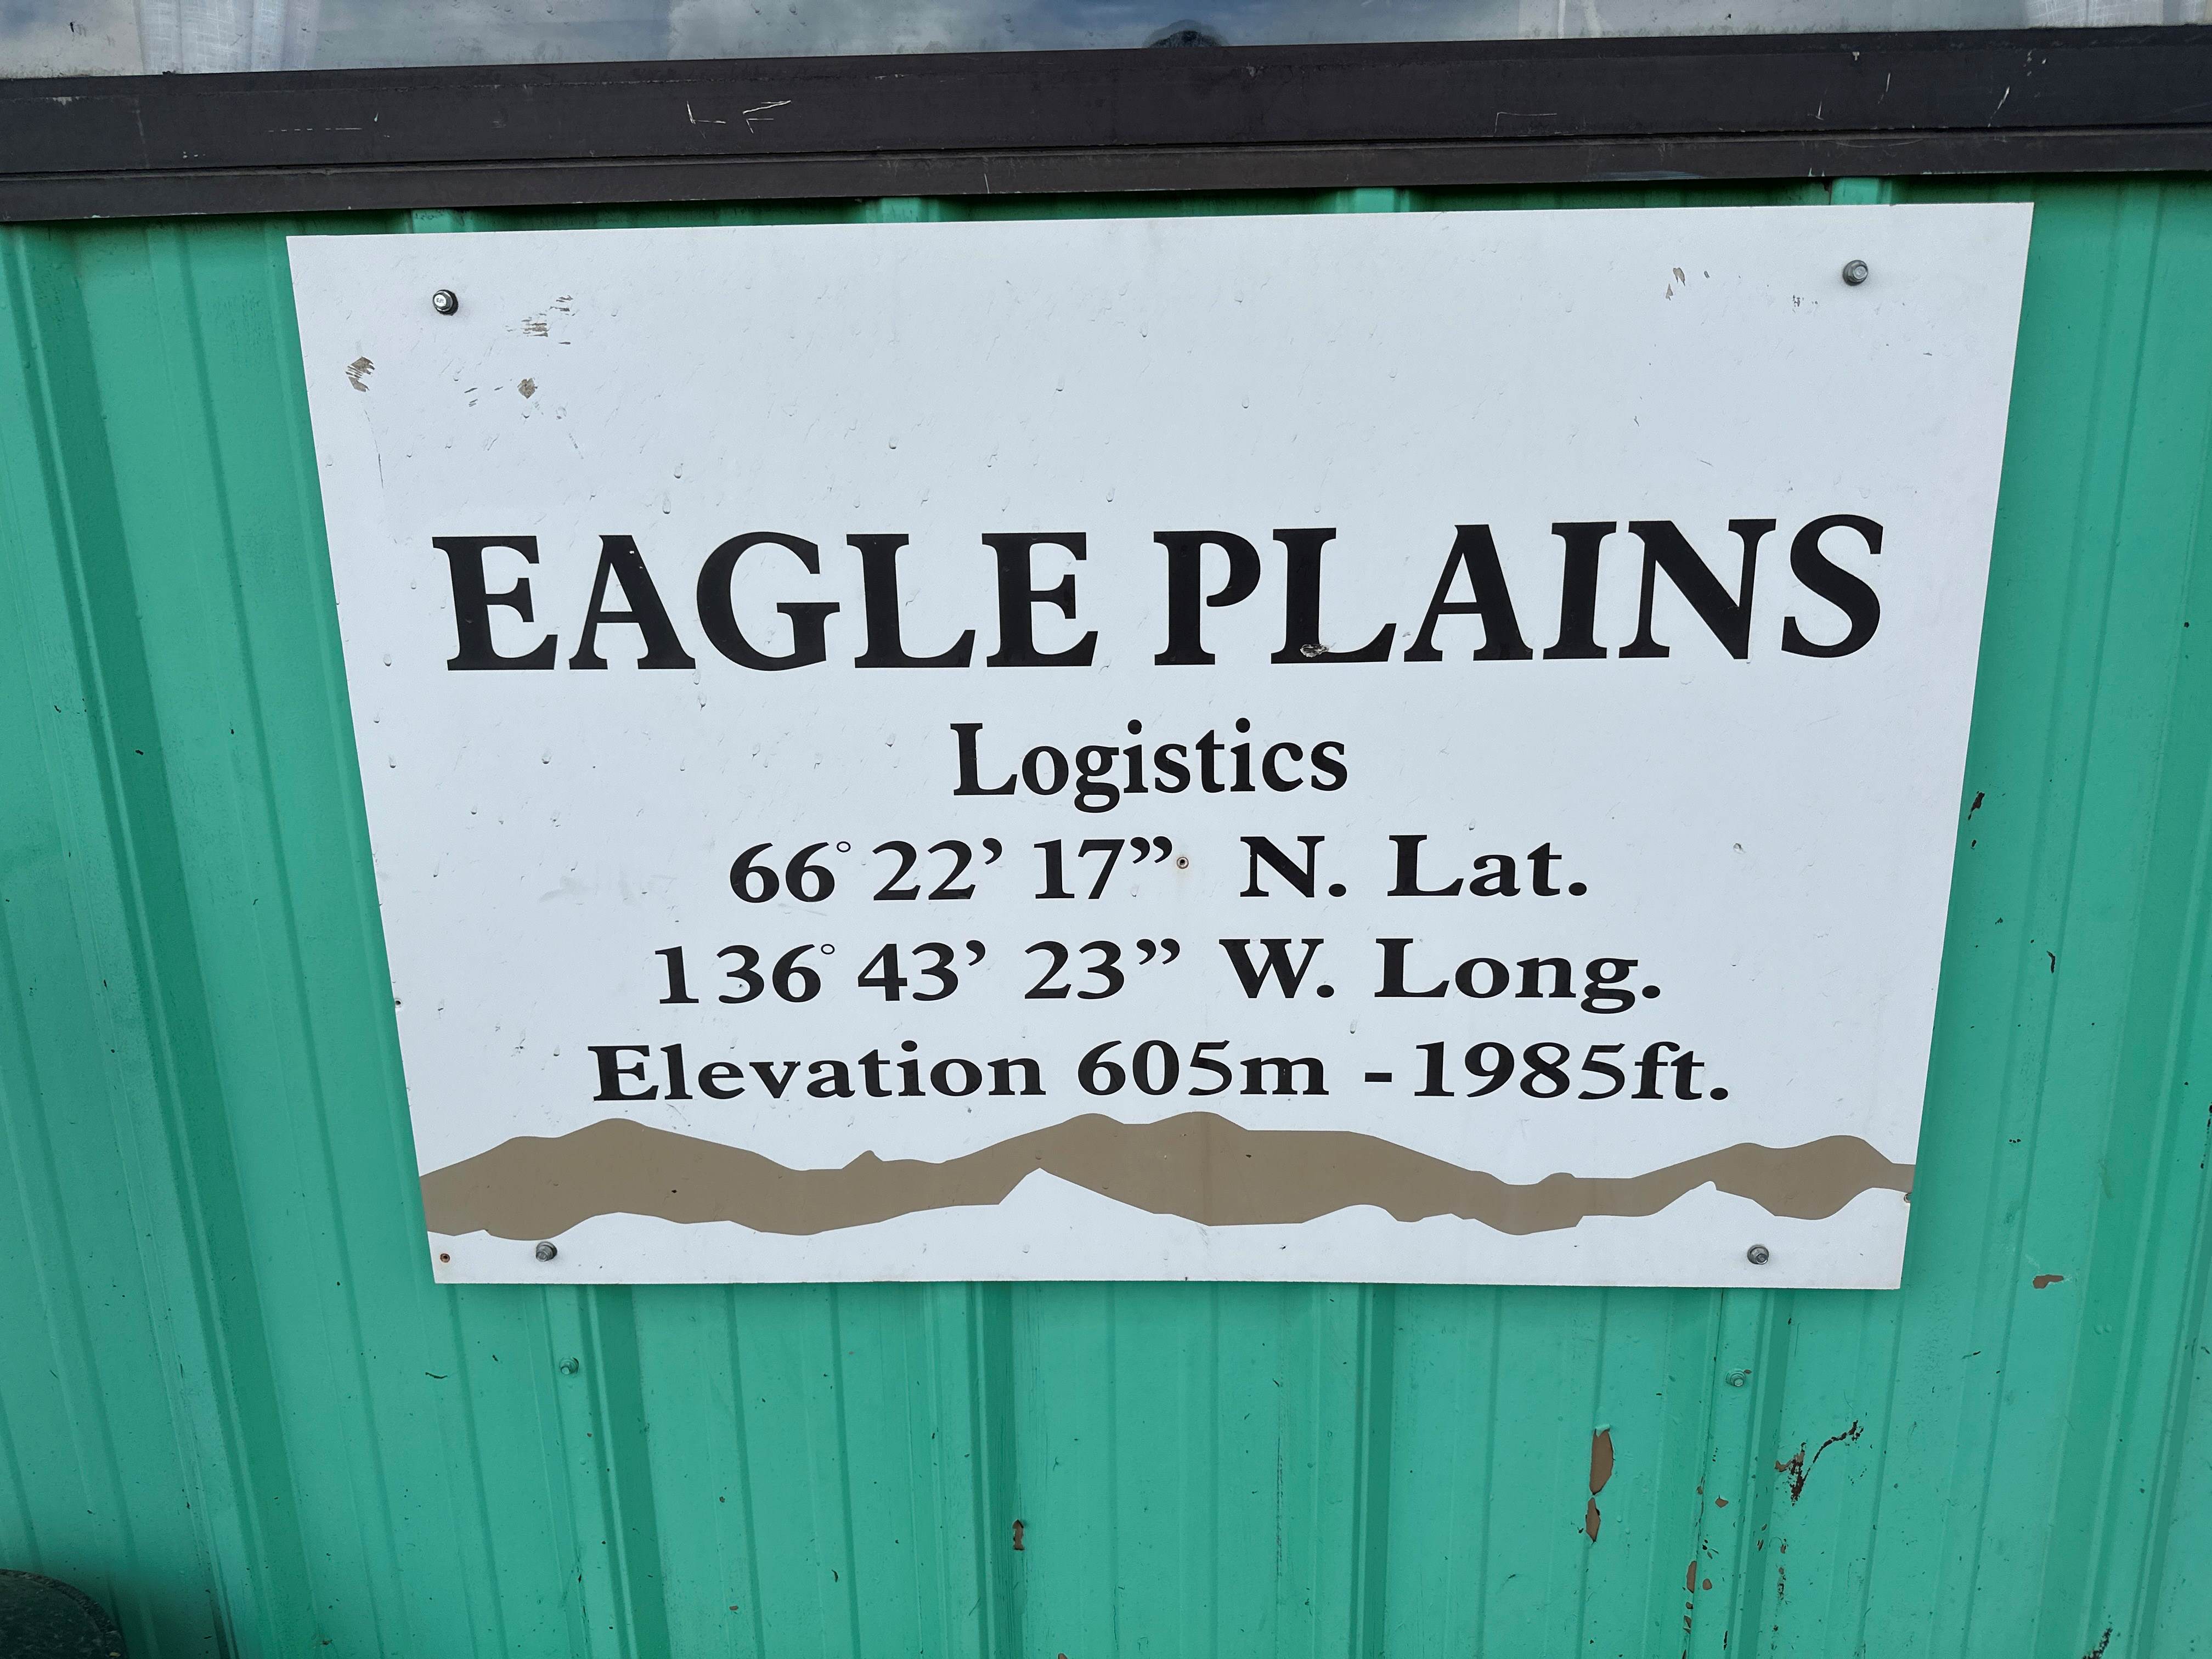 EAGLE PLAINS
Logistics
66° 22’ 17” N. Lat.
136° 43’ 23” W. Long.
Elevation 605m - 1985ft.